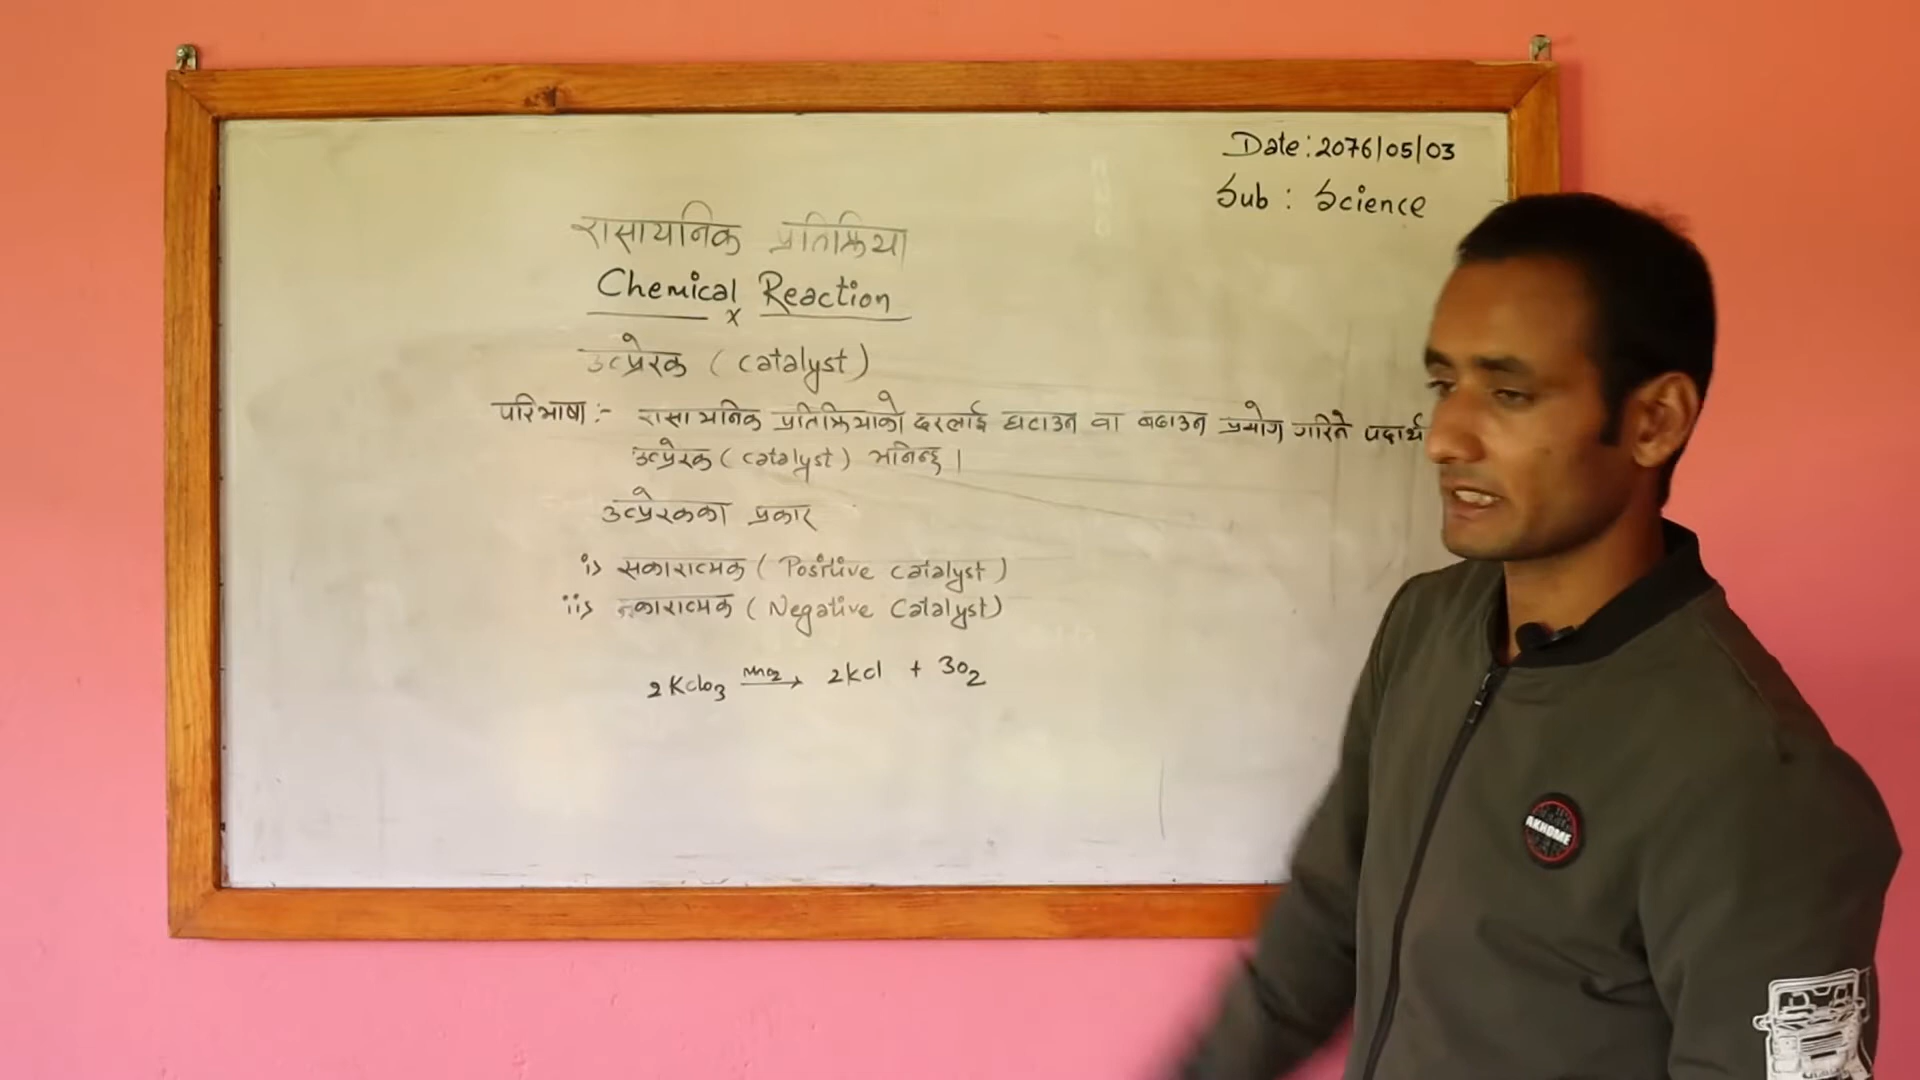 Date: 2076/05/03
Sub : Science
रासायनिक प्रतिक्रिया
Chemical Reaction
x
उत्प्रेरक ( Catalyst )
परिभाषा :- रासायनिक प्रतिक्रियाको दरलाई घटाउन वा बढाउन प्रयोग गरिने पदार्थ
उत्प्रेरक ( Catalyst ) भनिन्छ ।
उत्प्रेरकका प्रकार
i> सकारात्मक ( Positive Catalyst )
ii> नकारात्मक ( Negative Catalyst )
2KClO3 MnO2 → 2KCl + 3O2
AKHOME